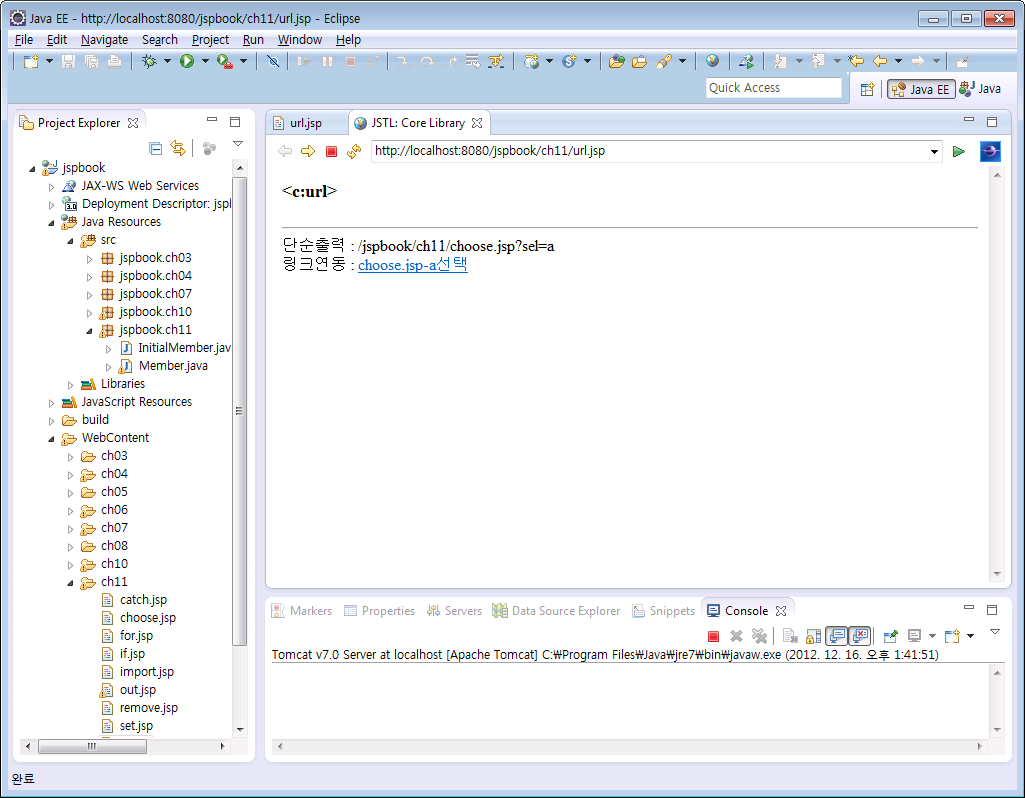 Java EE - http://localhost:8080/jspbook/ch11/url.jsp - Eclipse
File Edit Navigate Search Project Run Window Help
Quick Access
Java EE
Java
Project Explorer
jspbook
JAX-WS Web Services
Deployment Descriptor: jspl
Java Resources
src
jspbook.ch03
jspbook.ch04
jspbook.ch07
jspbook.ch10
jspbook.ch11
InitialMember.jav
Member.java
Libraries
JavaScript Resources
build
WebContent
ch03
ch04
ch05
ch06
ch07
ch08
ch10
ch11
catch.jsp
choose.jsp
for.jsp
if.jsp
import.jsp
out.jsp
remove.jsp
set.jsp
url.jsp
JSTL: Core Library
http://localhost:8080/jspbook/ch11/url.jsp
<c:url>
단순출력 : /jspbook/ch11/choose.jsp?sel=a
링크연동 : choose.jsp-a선택
Markers Properties Servers Data Source Explorer Snippets Console
Tomcat v7.0 Server at localhost [Apache Tomcat] C:₩Program Files₩Java₩jre7₩bin₩javaw.exe (2012. 12. 16. 오후 1:41:51)
완료